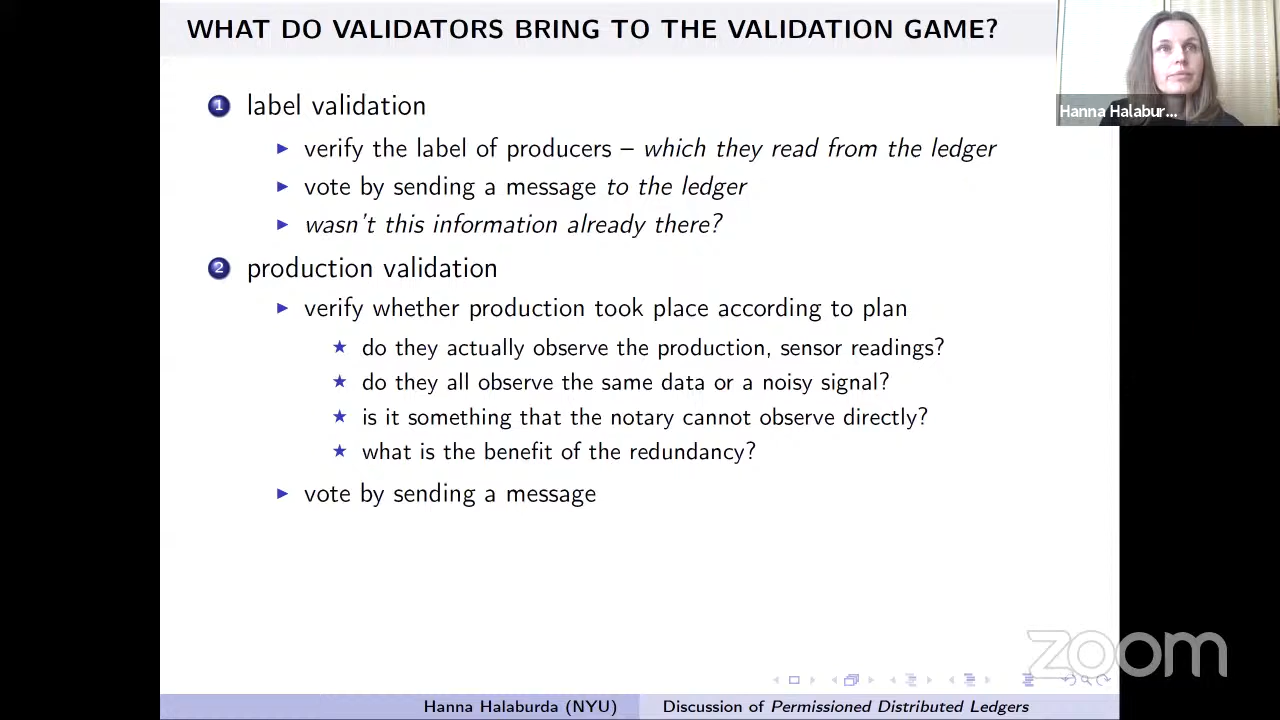 WHAT DO VALIDATORS BRING TO THE VALIDATION GAME?
Hanna Halabur...
1 label validation
verify the label of producers – which they read from the ledger
vote by sending a message to the ledger
wasn't this information already there?
2 production validation
verify whether production took place according to plan
do they actually observe the production, sensor readings?
do they all observe the same data or a noisy signal?
is it something that the notary cannot observe directly?
what is the benefit of the redundancy?
vote by sending a message
zoom
Hanna Halaburda (NYU) Discussion of Permissioned Distributed Ledgers